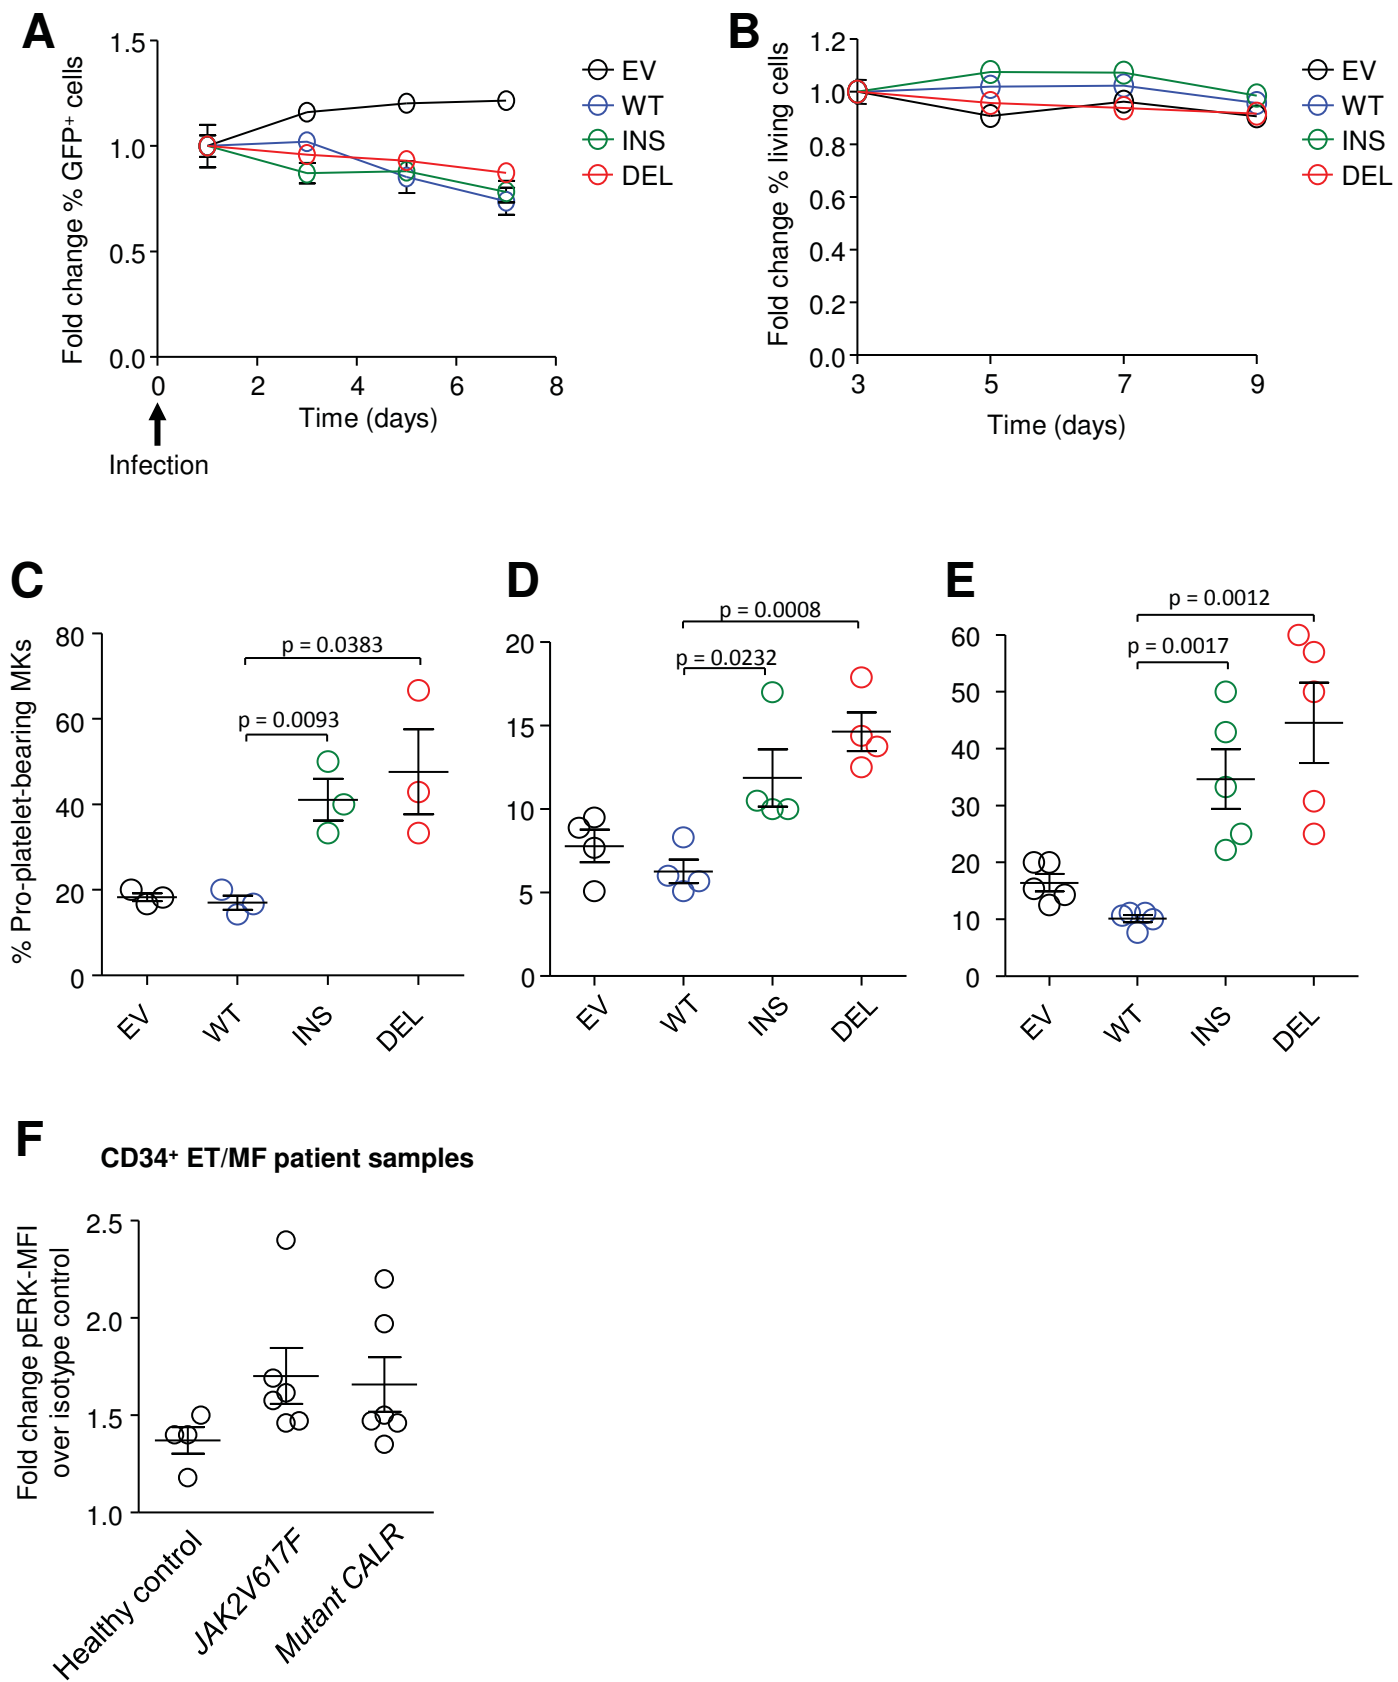 A
1.5
1.0
0.5
0.0
Fold change % GFP⁺ cells
0 2 4 6 8
Time (days)
Infection
EV
WT
INS
DEL
B
1.2
1.0
0.8
0.6
0.4
0.2
0.0
Fold change % living cells
3 5 7 9
Time (days)
EV
WT
INS
DEL
C
% Pro-platelet-bearing MKs
80
60
40
20
0
p = 0.0383
p = 0.0093
EV WT INS DEL
D
20
15
10
5
0
p = 0.0008
p = 0.0232
EV WT INS DEL
E
60
50
40
30
20
10
0
p = 0.0012
p = 0.0017
EV WT INS DEL
F
CD34⁺ ET/MF patient samples
Fold change pERK-MFI
over isotype control
2.5
2.0
1.5
1.0
Healthy control
JAK2V617F
Mutant CALR